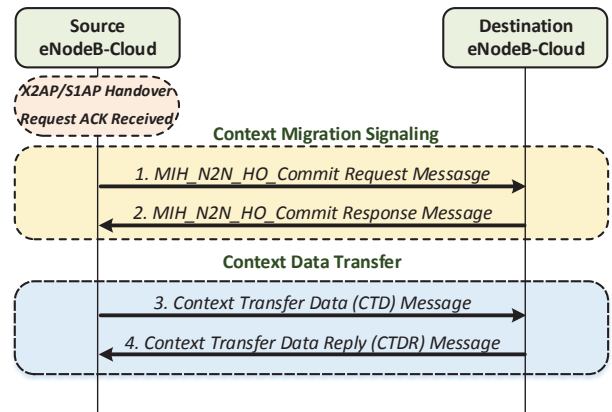 Source
eNodeB-Cloud
Destination
eNodeB-Cloud
X2AP/S1AP Handover
Request ACK Received
Context Migration Signaling
1. MIH_N2N_HO_Commit Request Messasge
2. MIH_N2N_HO_Commit Response Message
Context Data Transfer
3. Context Transfer Data (CTD) Message
4. Context Transfer Data Reply (CTDR) Message